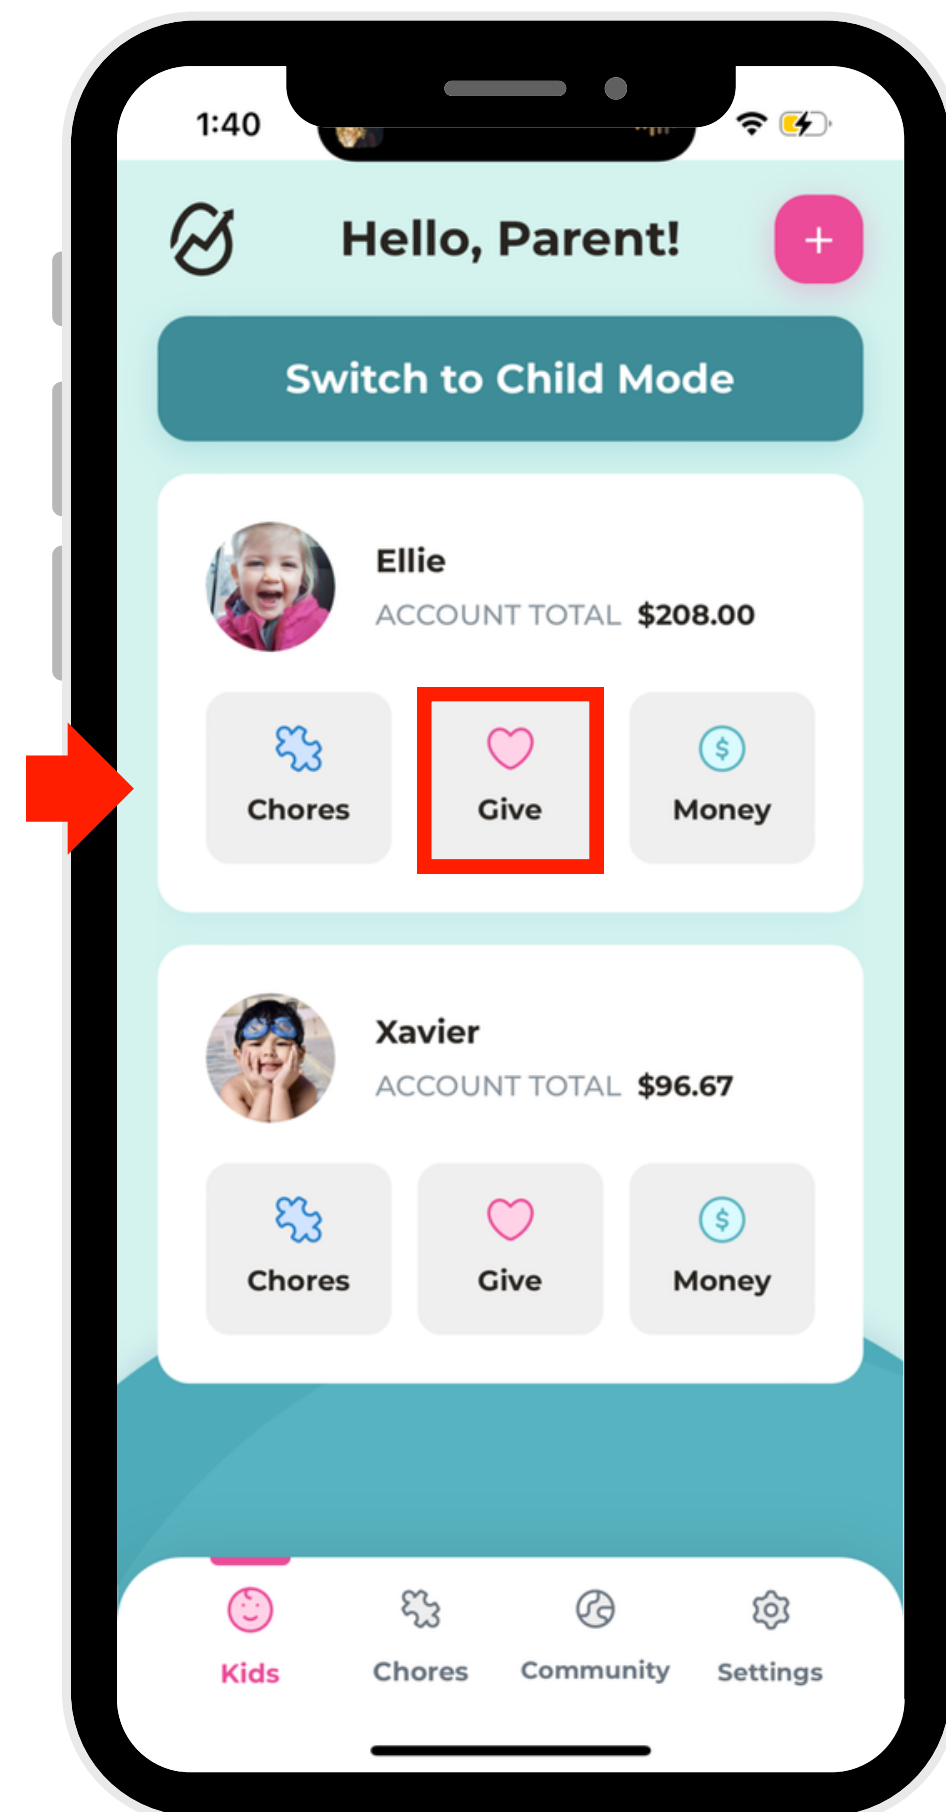 1:40
Hello, Parent!
+
Switch to Child Mode
Ellie
ACCOUNT TOTAL $208.00
$
Chores Give Money
Xavier
ACCOUNT TOTAL $96.67
$
Chores Give Money
Kids Chores Community Settings